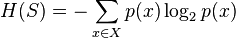 H(S) = − ∑_{x∈X} p(x) log₂ p(x)